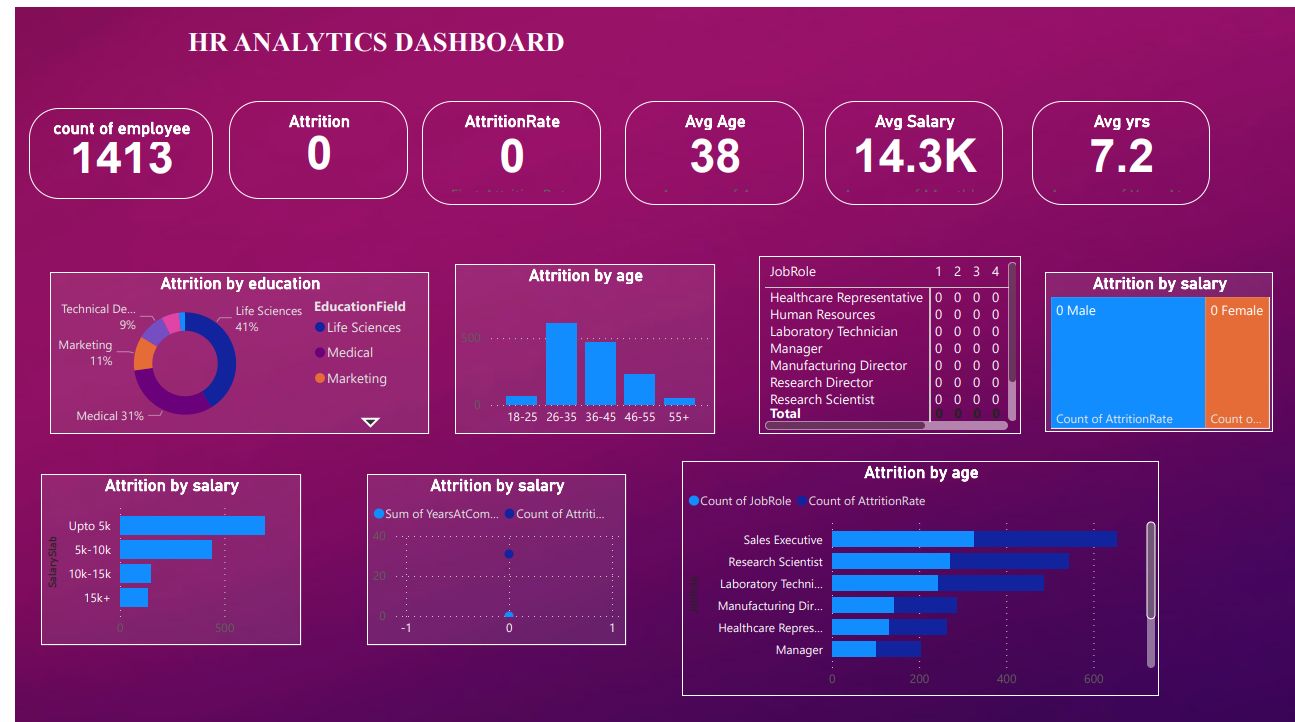 HR ANALYTICS DASHBOARD
count of employee
1413
Attrition
0
AttritionRate
0
Avg Age
38
Avg Salary
14.3K
Avg yrs
7.2
Attrition by education
Technical De...
9%
Marketing
11%
Medical 31%
Life Sciences
41%
EducationField
Life Sciences
Medical
Marketing
Attrition by age
500
0
18-25 26-35 36-45 46-55 55+
JobRole 1 2 3 4
Healthcare Representative 0 0 0 0
Human Resources 0 0 0 0
Laboratory Technician 0 0 0 0
Manager 0 0 0 0
Manufacturing Director 0 0 0 0
Research Director 0 0 0 0
Research Scientist 0 0 0 0
Total 0 0 0 0
Attrition by salary
0 Male 0 Female
Count of AttritionRate Count o...
Attrition by salary
SalarySlab
Upto 5k
5k-10k
10k-15k
15k+
0 500
Attrition by salary
Sum of YearsAtCom... Count of Attriti...
40
20
0
-1 0 1
Attrition by age
Count of JobRole Count of AttritionRate
JobRole
Sales Executive
Research Scientist
Laboratory Techni...
Manufacturing Dir...
Healthcare Repres...
Manager
0 200 400 600